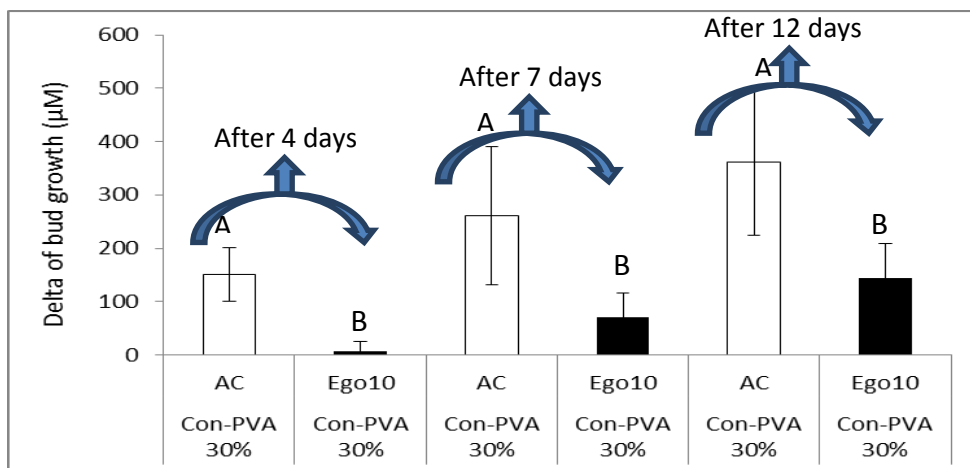 Delta of bud growth (µM)
600
500
400
300
200
100
0
After 4 days
After 7 days
After 12 days
A
B
A
B
A
B
AC
Ego10
AC
Ego10
AC
Ego10
Con-PVA
30%
Con-PVA
30%
Con-PVA
30%
Con-PVA
30%
Con-PVA
30%
Con-PVA
30%